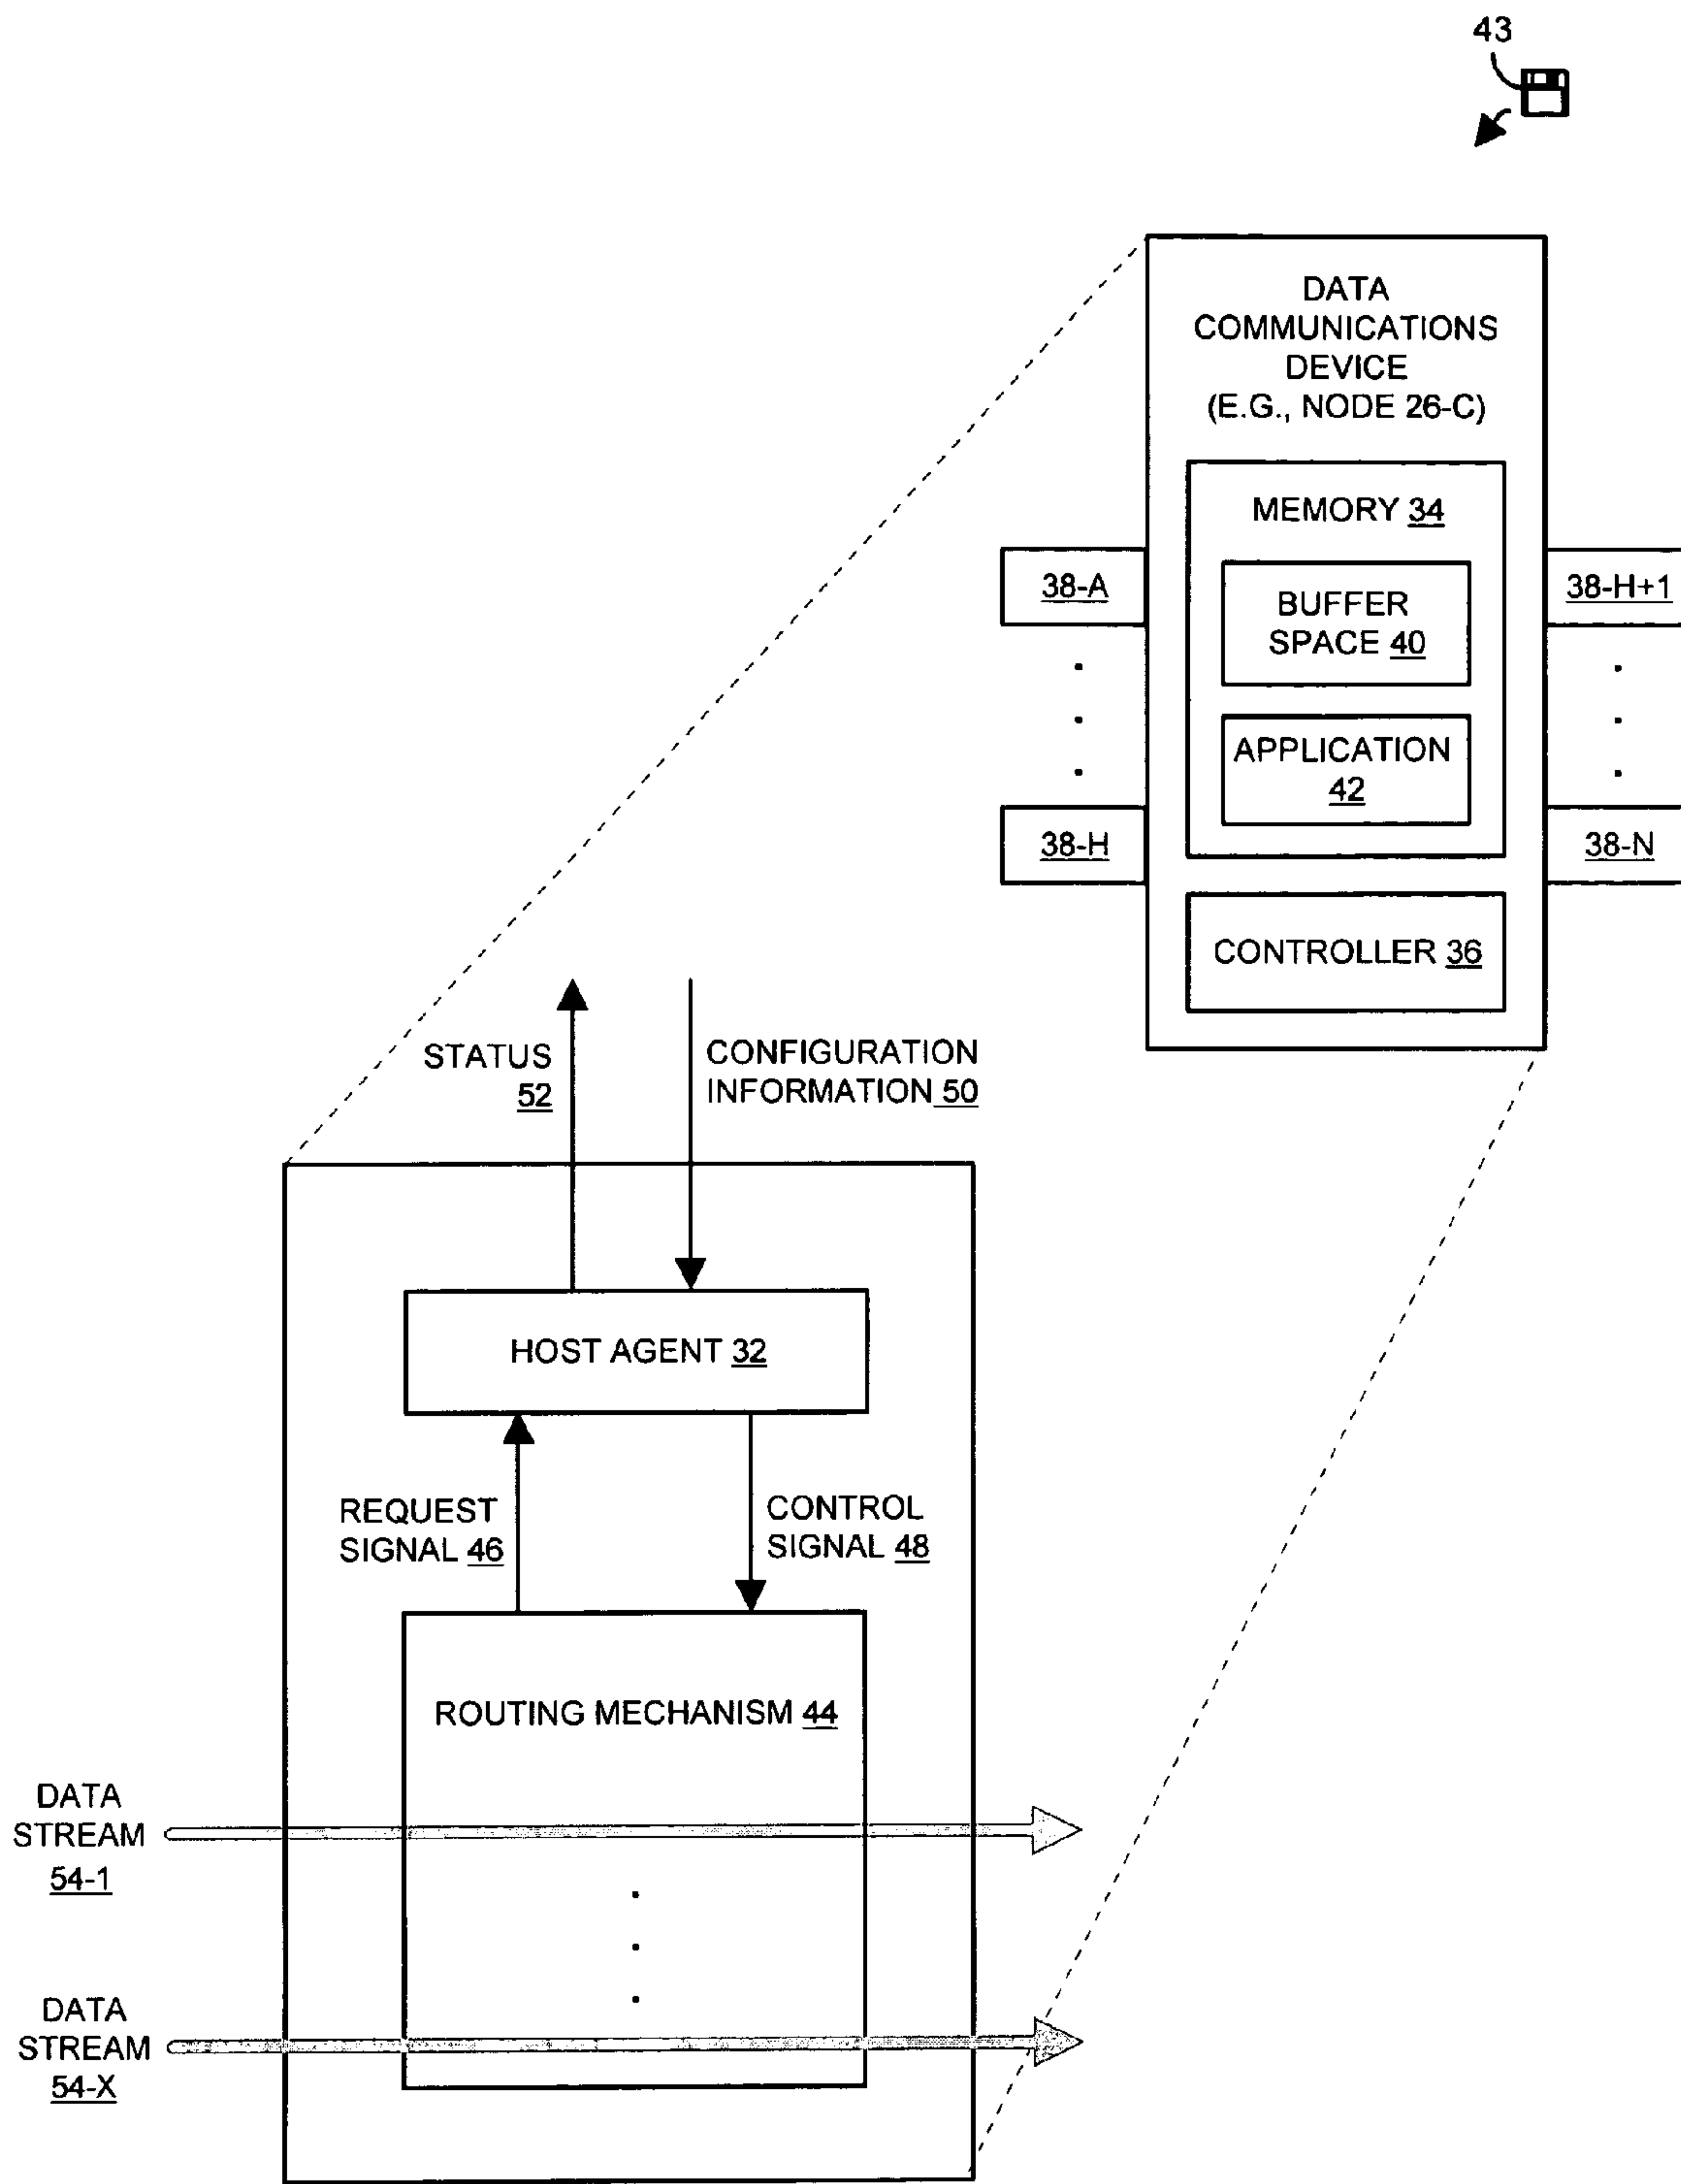 43
DATA
COMMUNICATIONS
DEVICE
(E.G., NODE 26-C)
MEMORY 34
38-A
38-H+1
BUFFER
SPACE 40
APPLICATION
42
38-H
38-N
CONTROLLER 36
STATUS
52
CONFIGURATION
INFORMATION 50
HOST AGENT 32
REQUEST
SIGNAL 46
CONTROL
SIGNAL 48
ROUTING MECHANISM 44
DATA
STREAM
54-1
DATA
STREAM
54-X